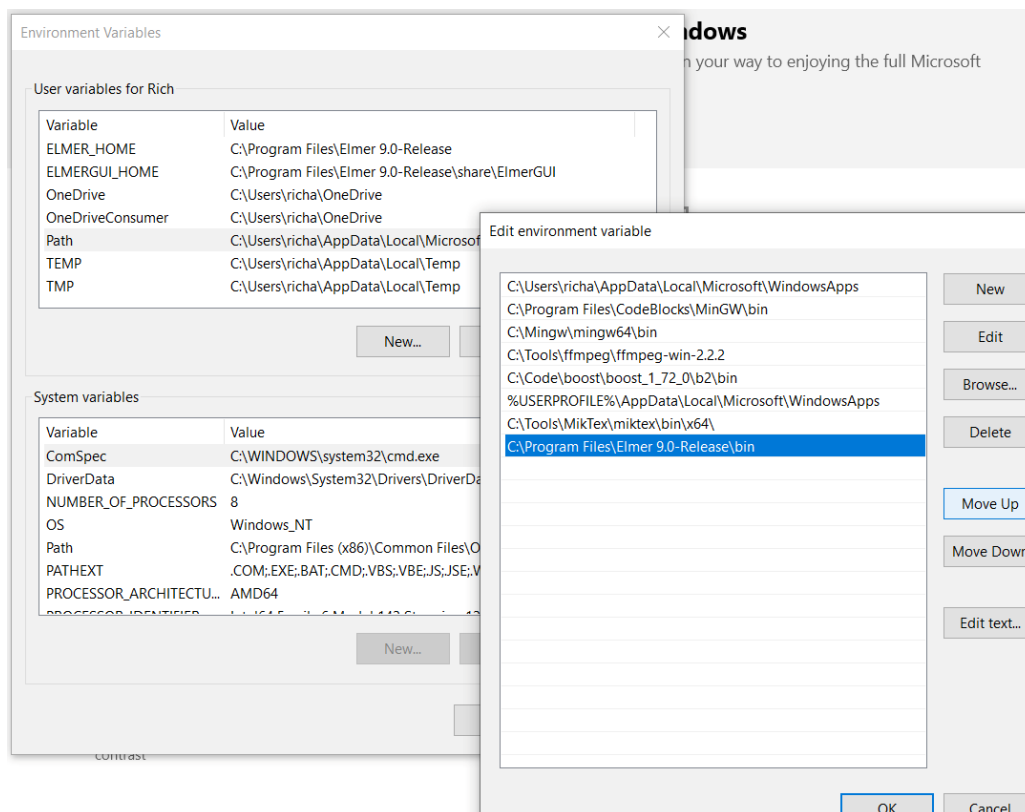 Environment Variables
ndows
n your way to enjoying the full Microsoft
User variables for Rich
Variable Value
ELMER_HOME C:\Program Files\Elmer 9.0-Release
ELMERGUI_HOME C:\Program Files\Elmer 9.0-Release\share\ElmerGUI
OneDrive C:\Users\richa\OneDrive
OneDriveConsumer C:\Users\richa\OneDrive
Path C:\Users\richa\AppData\Local\Microsof
TEMP C:\Users\richa\AppData\Local\Temp
TMP C:\Users\richa\AppData\Local\Temp
New...
System variables
Variable Value
ComSpec C:\WINDOWS\system32\cmd.exe
DriverData C:\Windows\System32\Drivers\DriverDa
NUMBER_OF_PROCESSORS 8
OS Windows_NT
Path C:\Program Files (x86)\Common Files\O
PATHEXT .COM;.EXE;.BAT;.CMD;.VBS;.VBE;.JS;.JSE;.W
PROCESSOR_ARCHITECTU... AMD64
New...
contrast
Edit environment variable
C:\Users\richa\AppData\Local\Microsoft\WindowsApps
C:\Program Files\CodeBlocks\MinGW\bin
C:\Mingw\mingw64\bin
C:\Tools\ffmpeg\ffmpeg-win-2.2.2
C:\Code\boost\boost_1_72_0\b2\bin
%USERPROFILE%\AppData\Local\Microsoft\WindowsApps
C:\Tools\MikTex\miktex\bin\x64\
C:\Program Files\Elmer 9.0-Release\bin
New
Edit
Browse...
Delete
Move Up
Move Down
Edit text...
OK
Cancel